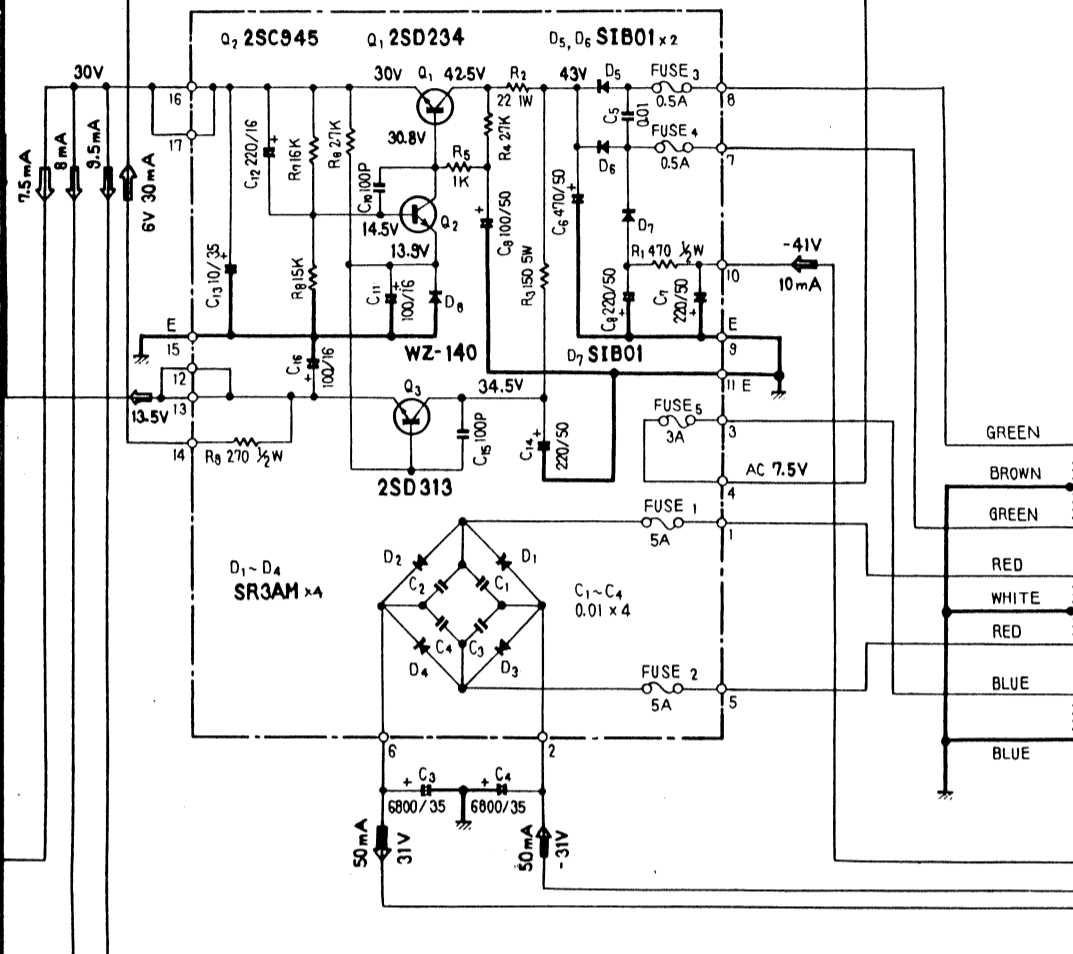 Q2 2SC945
Q1 2SD234
D5, D6 SIB01 x 2
30V
30V
Q1
42.5V
R2
22 1W
43V
D5
FUSE 3
0.5A
8
16
17
C5
0.01
FUSE 4
0.5A
7
D6
30.8V
R4 27K
R5
1K
C12 220/16
+
R7 16K
R6 27K
C10 100P
14.5V
Q2
13.9V
7.5mA
8mA
9.5mA
6V 30mA
+
C8 100/50
C6 470/50
+
D7
R1 470 ½W
-41V
10
10mA
R3 150 5W
C13 10/35
+
R8 15K
C11
100/16
+
D8
C8 220/50
+
C7
220/50
+
E
15
E
9
WZ-140
D7 SIB01
11 E
C16
100/16
+
12
13
13.5V
Q3
34.5V
C15 100P
C14
220/50
+
14
R9 270 ½W
2SD313
FUSE 5
3A
3
AC 7.5V
4
GREEN
BROWN
GREEN
FUSE 1
5A
1
RED
WHITE
RED
BLUE
BLUE
D1~D4
SR3AM x4
D2
D1
C2
C1
C4
C3
D4
D3
C1~C4
0.01 x 4
FUSE 2
5A
5
6
2
+
C3
6800/35
+
C4
6800/35
50mA
31V
50mA
-31V